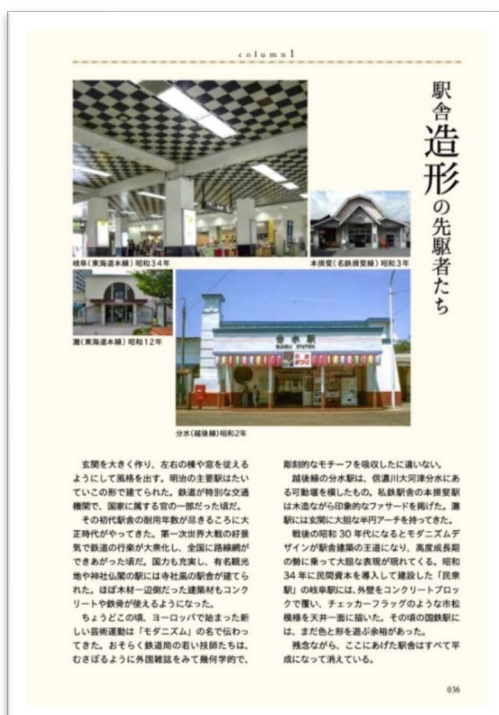 column1
駅舎造形の先駆者たち
岐阜(東海道本線)昭和34年
本揖斐(名鉄揖斐線)昭和3年
灘(東海道本線)昭和12年
分水駅
BUNSUI STATION
分水(越後線)昭和2年
玄関を大きく作り、左右の棟や窓を従える
ようにして風格を出す。明治の主要駅はたい
ていこの形で建てられた。鉄道が特別な交通
機関で、国家に属する官の一部だった頃だ。
その初代駅舎の耐用年数が尽きるころに大
正時代がやってきた。第一次世界大戦の好景
気で鉄道の行楽が大衆化し、全国に路線網が
できあがった頃だ。国力も充実し、有名観光
地や神社仏閣の駅には寺社風の駅舎が建てら
れた。ほぼ木材一辺倒だった建築材もコンク
リートや鉄骨が使えるようになった。
ちょうどこの頃、ヨーロッパで始まった新
しい芸術運動は「モダニズム」の名で伝わっ
てきた。おそらく鉄道局の若い技師たちは、
むさぼるように外国雑誌をみて幾何学的で、
彫刻的なモチーフを吸収したに違いない。
越後線の分水駅は、信濃川大河津分水にあ
る可動堰を模したもの。私鉄駅舎の本揖斐駅
は木造ながら印象的なファサードを掲げた。灘
駅には玄関に大胆な半円アーチを持ってきた。
戦後の昭和30年代になるとモダニズムデ
ザインが駅舎建築の王道になり、高度成長期
の勢に乗って大胆な表現が現れてくる。昭和
34年に民間資本を導入して建設した「民衆
駅」の岐阜駅には、外壁をコンクリートブロッ
クで覆い、チェッカーフラッグのような市松
模様を天井一面に描いた。その頃の国鉄駅に
は、まだ色と形を遊ぶ余裕があった。
残念ながら、ここにあげた駅舎はすべて平
成になって消えている。
036